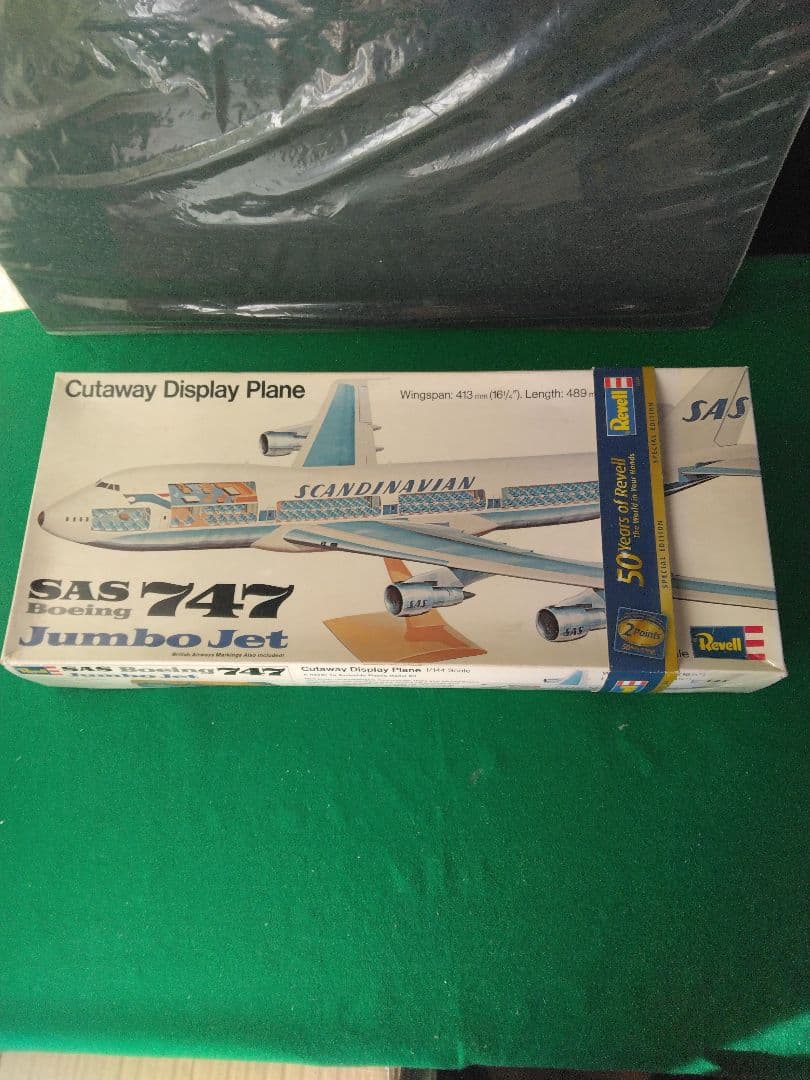 Cutaway Display Plane
Wingspan: 413 mm (16¼"). Length: 489
SAS
SCANDINAVIAN
SAS 747
Boeing
Jumbo Jet
British Airways Markings Also Included!
SAS
SAS
Revell
50 Years of Revell
The World in Your Hands
SPECIAL EDITION
SPECIAL EDITION
2 Points
Revell
SAS Boeing 747
Jumbo Jet
Cutaway Display Plane 1/144 Scale